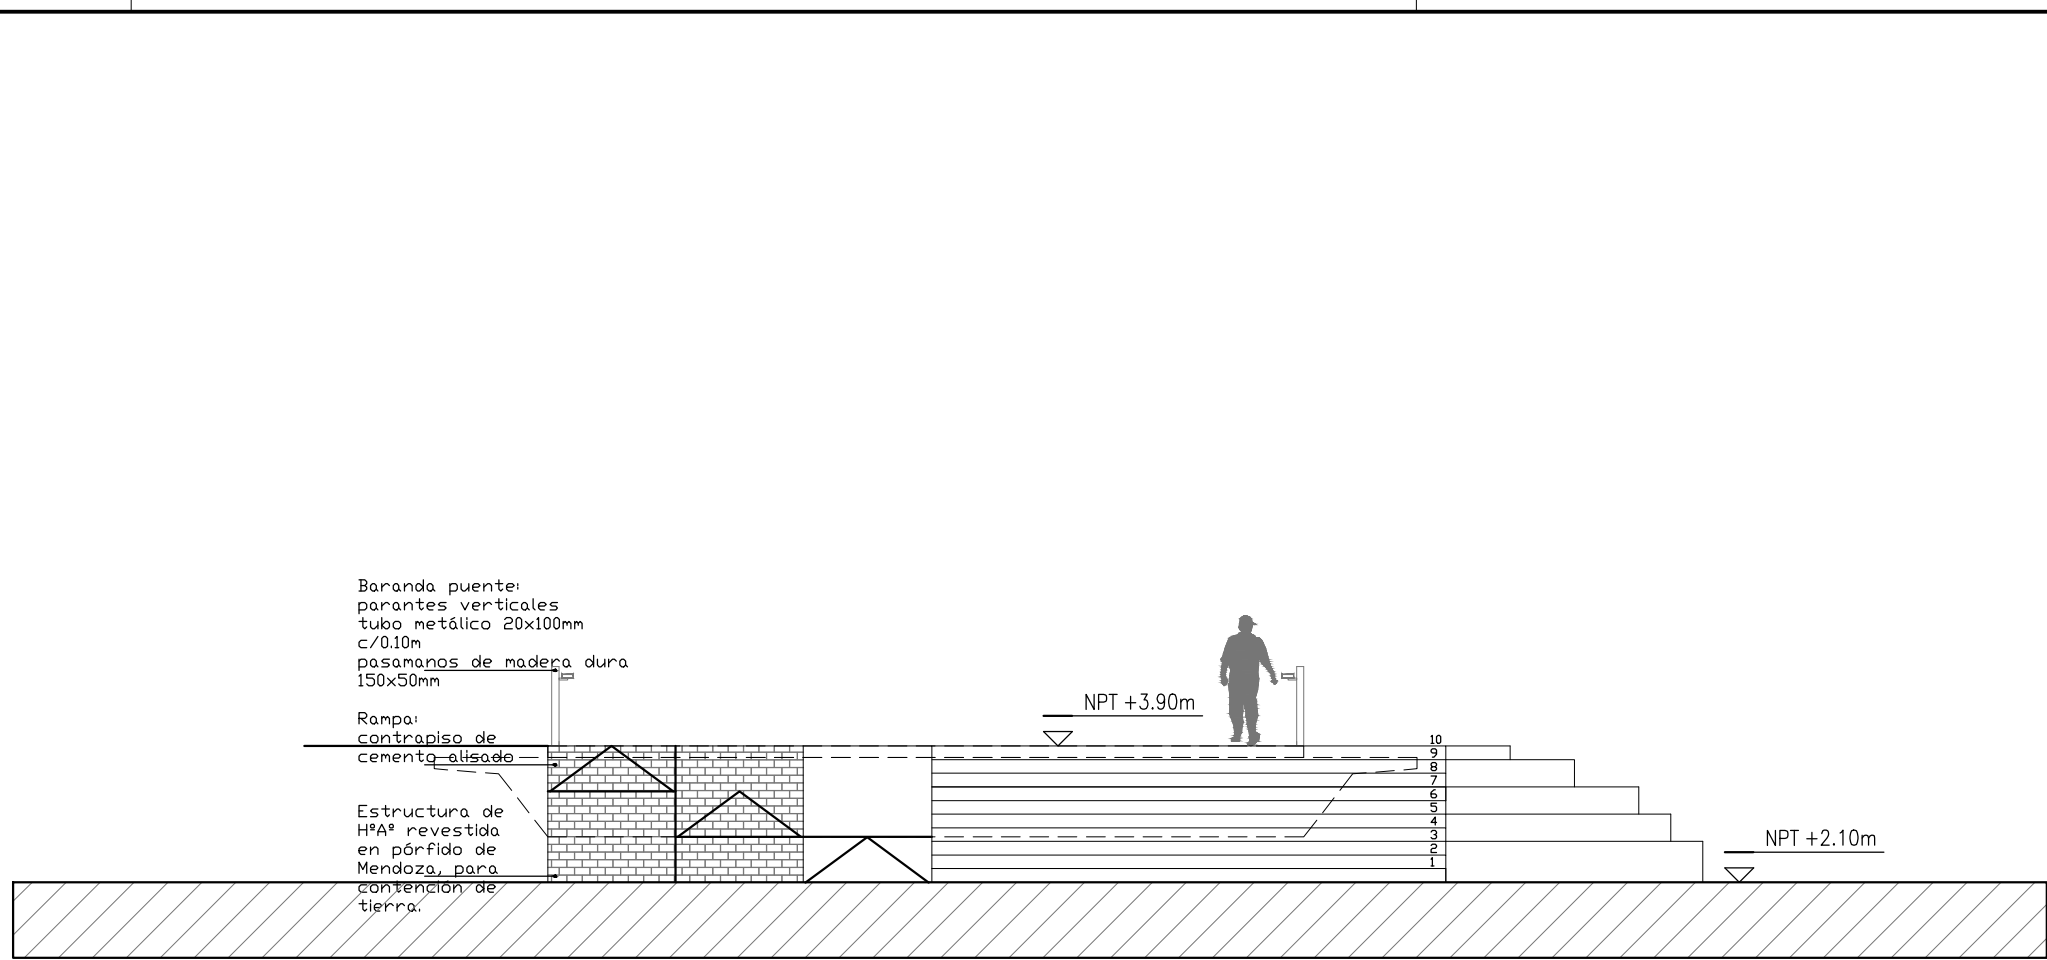 Baranda puente:
parantes verticales
tubo metálico 20x100mm
c/0.10m
pasamanos de madera dura
150x50mm
Rampa:
contrapiso de
cemento alisado
Estructura de
HºAº revestida
en pórfido de
Mendoza, para
contención de
tierra.
NPT +3.90m
10
9
8
7
6
5
4
3
2
1
NPT +2.10m